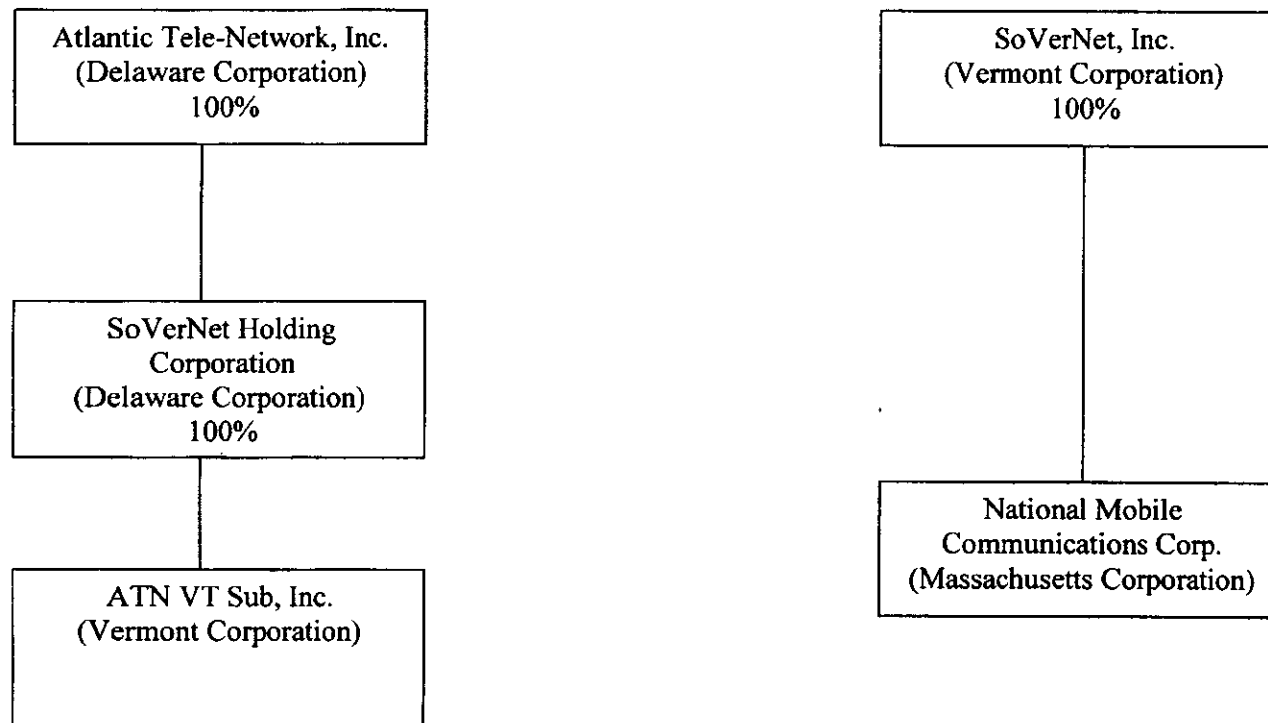 Atlantic Tele-Network, Inc.
(Delaware Corporation)
100%
SoVerNet Holding
Corporation
(Delaware Corporation)
100%
ATN VT Sub, Inc.
(Vermont Corporation)
SoVerNet, Inc.
(Vermont Corporation)
100%
National Mobile
Communications Corp.
(Massachusetts Corporation)